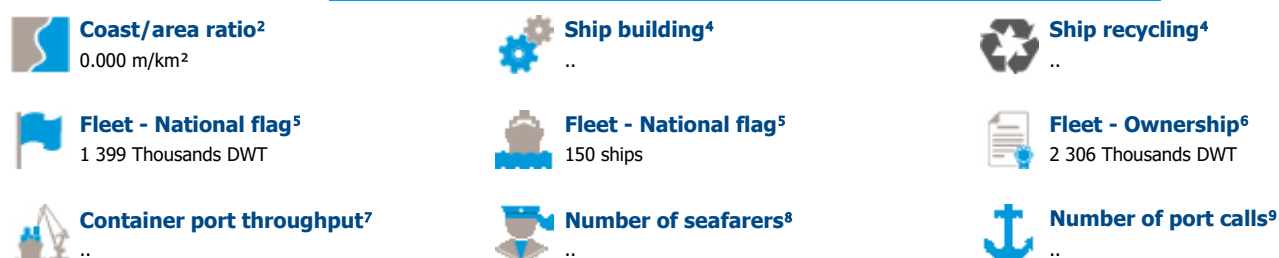 Coast/area ratio²
0.000 m/km²
Ship building⁴
..
Ship recycling⁴
..
Fleet - National flag⁵
1 399 Thousands DWT
Fleet - National flag⁵
150 ships
Fleet - Ownership⁶
2 306 Thousands DWT
Container port throughput⁷
..
Number of seafarers⁸
..
Number of port calls⁹
..